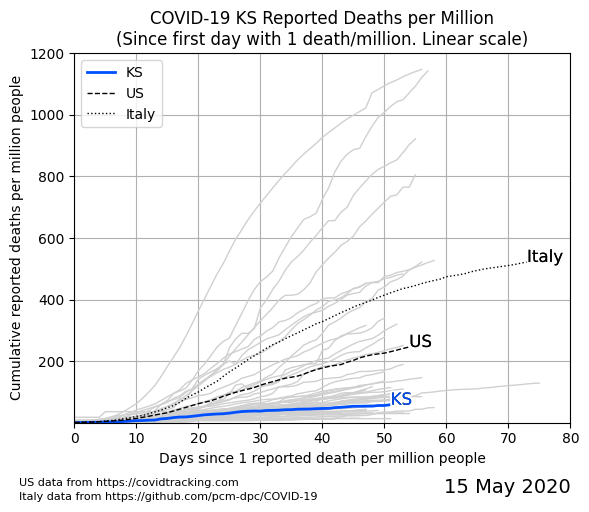 COVID-19 KS Reported Deaths per Million
(Since first day with 1 death/million. Linear scale)
Cumulative reported deaths per million people
1200
1000
800
600
400
200
KS
US
Italy
Italy
US
KS
0 10 20 30 40 50 60 70 80
Days since 1 reported death per million people
US data from https://covidtracking.com
Italy data from https://github.com/pcm-dpc/COVID-19
15 May 2020